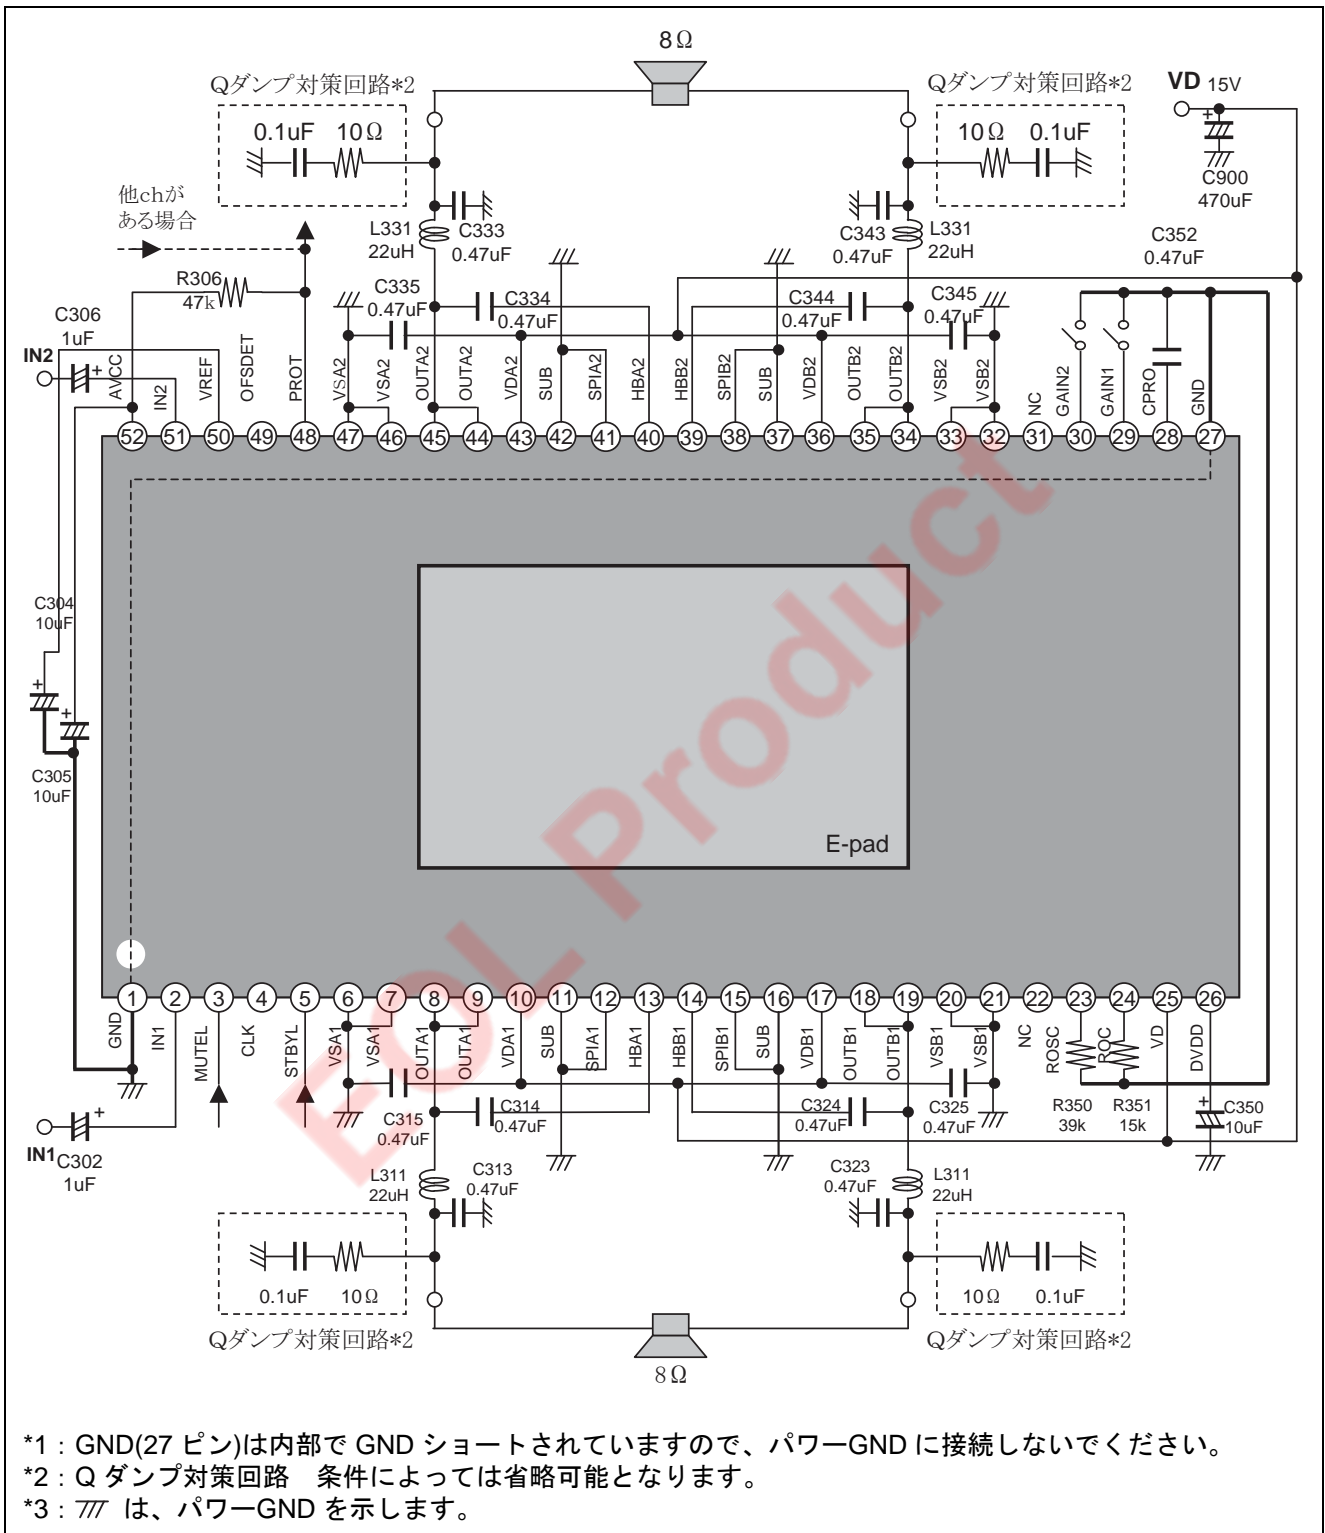 8Ω
Qダンプ対策回路*2
Qダンプ対策回路*2
VD 15V
0.1uF 10Ω
10Ω 0.1uF
C900
470uF
他chが
ある場合
L331
22uH
C333
0.47uF
C343
0.47uF
L331
22uH
C352
0.47uF
R306
47k
C335
0.47uF
C334
0.47uF
C344
0.47uF
C345
0.47uF
C306
1uF
IN2
AVCC
IN2
VREF
OFSDET
PROT
VSA2
VSA2
OUTA2
OUTA2
VDA2
SUB
SPIA2
HBA2
HBB2
SPIB2
SUB
VDB2
OUTB2
OUTB2
VSB2
VSB2
NC
GAIN2
GAIN1
CPRO
GND
52 51 50 49 48 47 46 45 44 43 42 41 40 39 38 37 36 35 34 33 32 31 30 29 28 27
C304
10uF
C305
10uF
E-pad
EOL Product
1 2 3 4 5 6 7 8 9 10 11 12 13 14 15 16 17 18 19 20 21 22 23 24 25 26
GND
IN1
MUTEL
CLK
STBYL
VSA1
VSA1
OUTA1
OUTA1
VDA1
SUB
SPIA1
HBA1
HBB1
SPIB1
SUB
VDB1
OUTB1
OUTB1
VSB1
VSB1
NC
ROSC
ROC
VD
DVDD
IN1
C302
1uF
C315
0.47uF
C314
0.47uF
C324
0.47uF
C325
0.47uF
R350
39k
R351
15k
C350
10uF
L311
22uH
C313
0.47uF
C323
0.47uF
L311
22uH
0.1uF 10Ω
10Ω 0.1uF
Qダンプ対策回路*2
Qダンプ対策回路*2
8Ω
*1：GND(27 ピン)は内部で GND ショートされていますので、パワーGND に接続しないでください。
*2：Q ダンプ対策回路　条件によっては省略可能となります。
*3： は、パワーGND を示します。